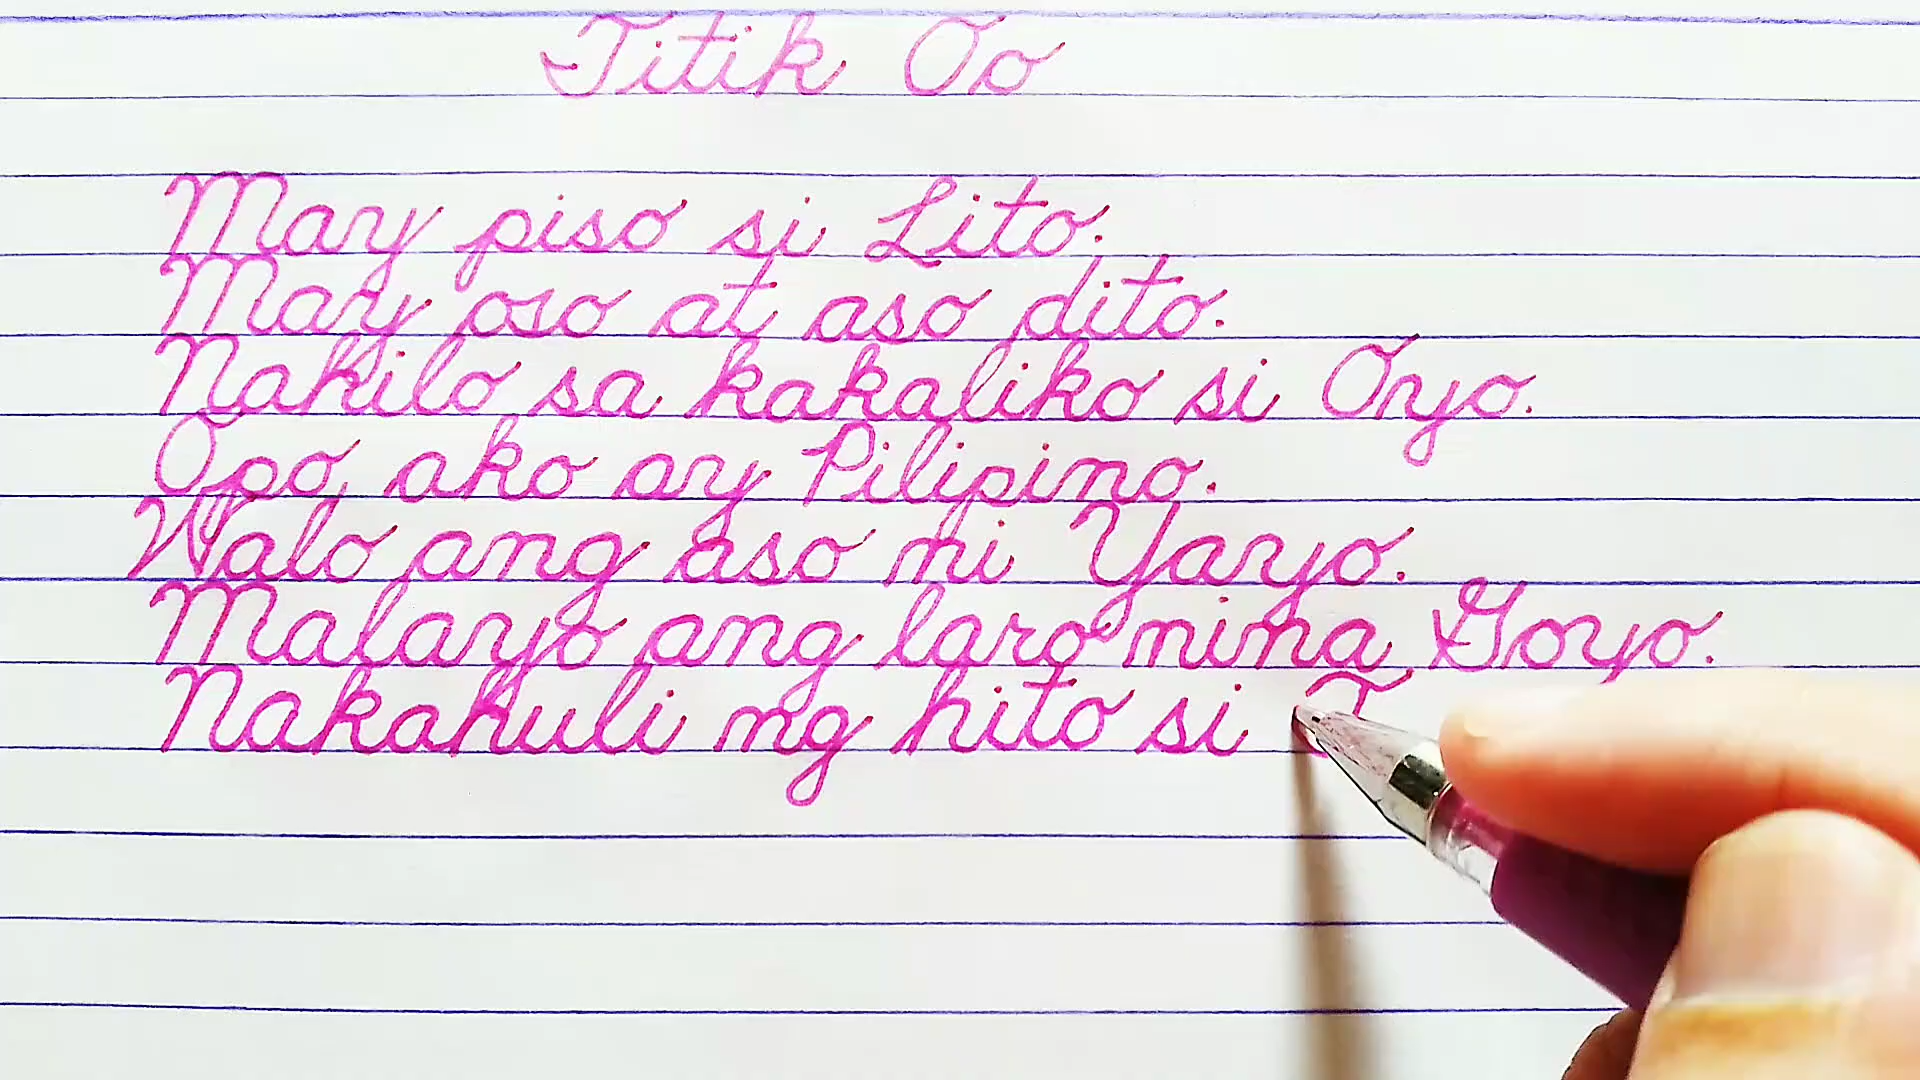 Titik Oo
May piso si Lito.
May oso at aso dito.
Nahilo sa kakaliko si Onyo.
Opo, ako ay Pilipino.
Walo ang aso ni Yayo.
Malayo ang laro nina Goyo.
Nakahuli ng hito si T